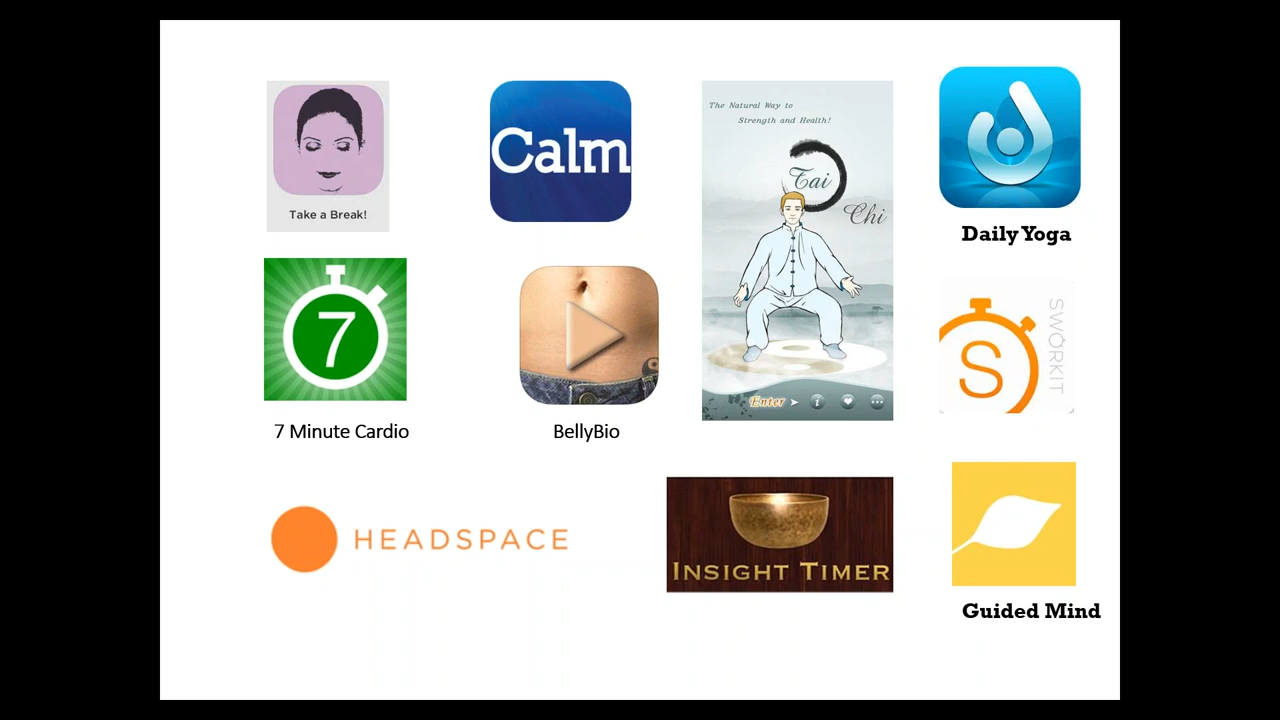 Take a Break!
Calm
The Natural Way to
Strength and Health!
Tai
Chi
Enter
Daily Yoga
7
7 Minute Cardio
BellyBio
S
SWORKIT
HEADSPACE
INSIGHT TIMER
Guided Mind